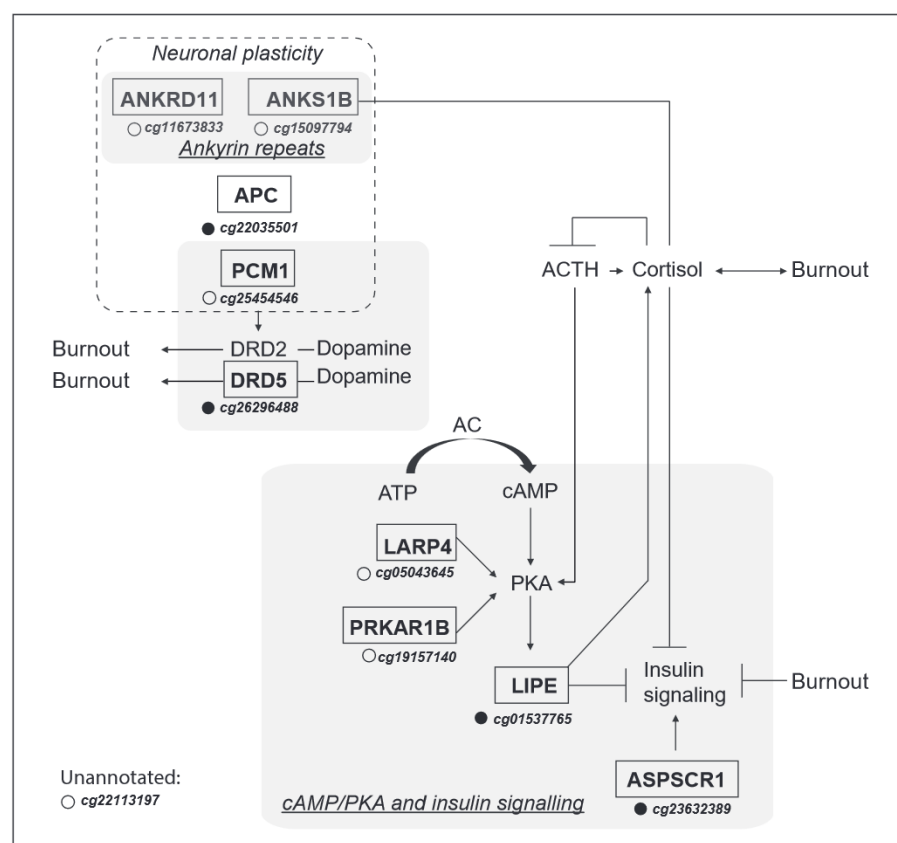 Neuronal plasticity
ANKRD11 ANKS1B
cg11673833 cg15097794
Ankyrin repeats
APC
cg22035501
PCM1
cg25454546
ACTH Cortisol Burnout
Burnout DRD2 Dopamine
Burnout DRD5 Dopamine
cg26296488
AC
ATP cAMP
LARP4
cg05043645
PKA
PRKAR1B
cg19157140
LIPE
cg01537765
Insulin
signaling
Burnout
ASPSCR1
cg23632389
Unannotated:
cg22113197
cAMP/PKA and insulin signalling